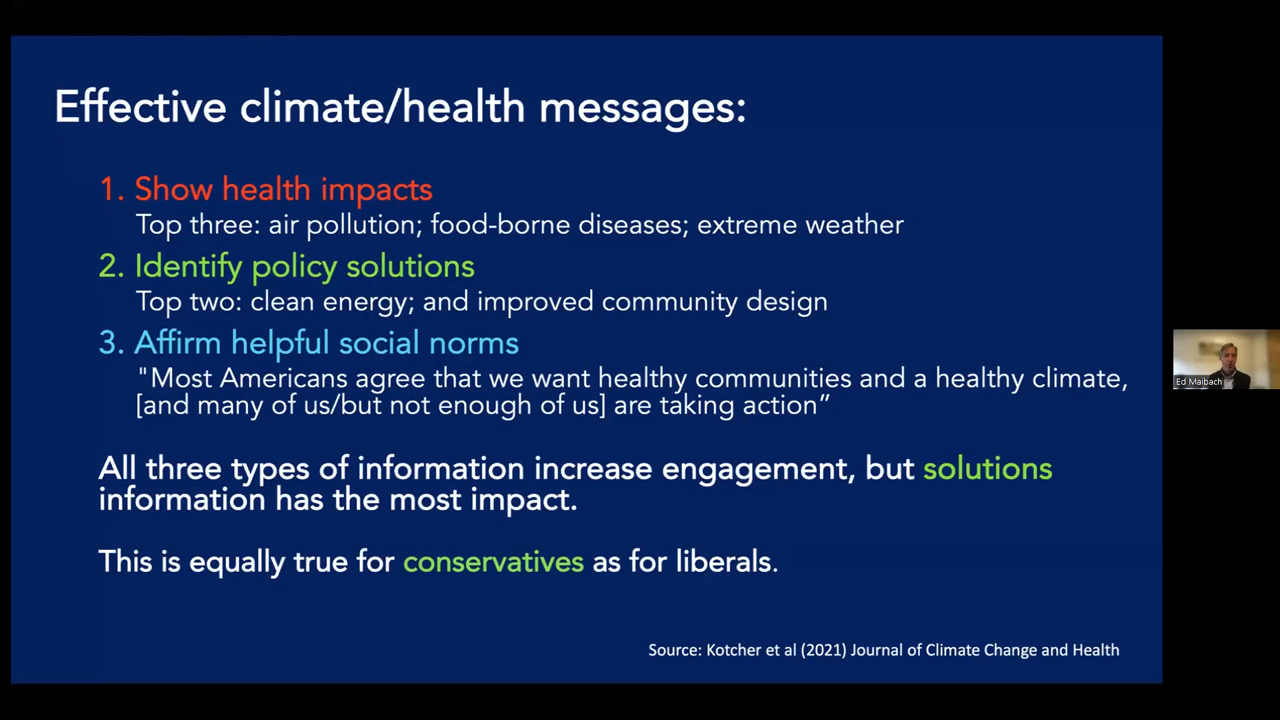 Effective climate/health messages:
1. Show health impacts
Top three: air pollution; food-borne diseases; extreme weather
2. Identify policy solutions
Top two: clean energy; and improved community design
3. Affirm helpful social norms
"Most Americans agree that we want healthy communities and a healthy climate,
[and many of us/but not enough of us] are taking action”
All three types of information increase engagement, but solutions
information has the most impact.
This is equally true for conservatives as for liberals.
Source: Kotcher et al (2021) Journal of Climate Change and Health
Ed Maibach